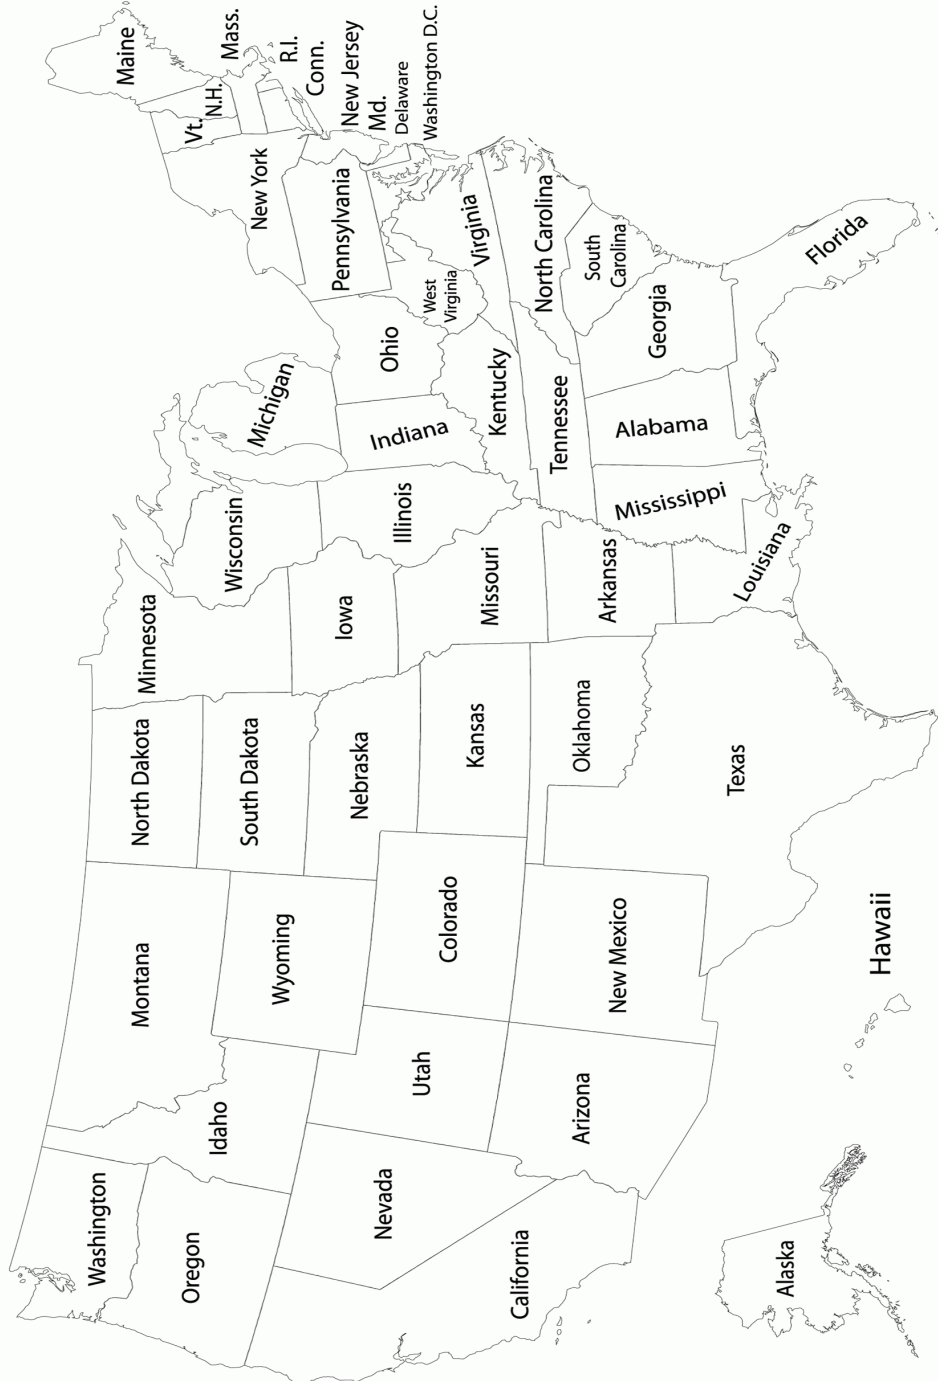 Washington
Oregon
California
Nevada
Idaho
Montana
Wyoming
Utah
Arizona
Colorado
New Mexico
North Dakota
South Dakota
Nebraska
Kansas
Oklahoma
Texas
Minnesota
Iowa
Missouri
Arkansas
Louisiana
Wisconsin
Illinois
Michigan
Indiana
Ohio
Kentucky
Tennessee
Mississippi
Alabama
Georgia
Florida
South
Carolina
North Carolina
Virginia
West
Virginia
Pennsylvania
New York
Vt.
N.H.
Maine
Mass.
R.I.
Conn.
New Jersey
Md.
Delaware
Washington D.C.
Alaska
Hawaii